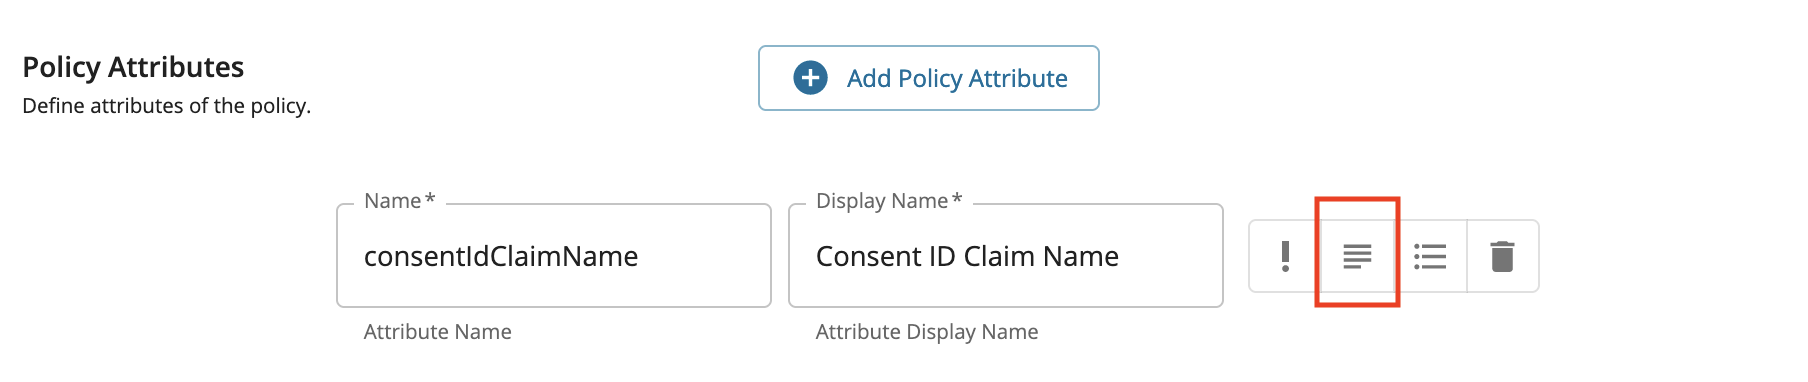 Policy Attributes
Define attributes of the policy.
Add Policy Attribute
Name*
Display Name*
consentIdClaimName
Consent ID Claim Name
Attribute Name
Attribute Display Name